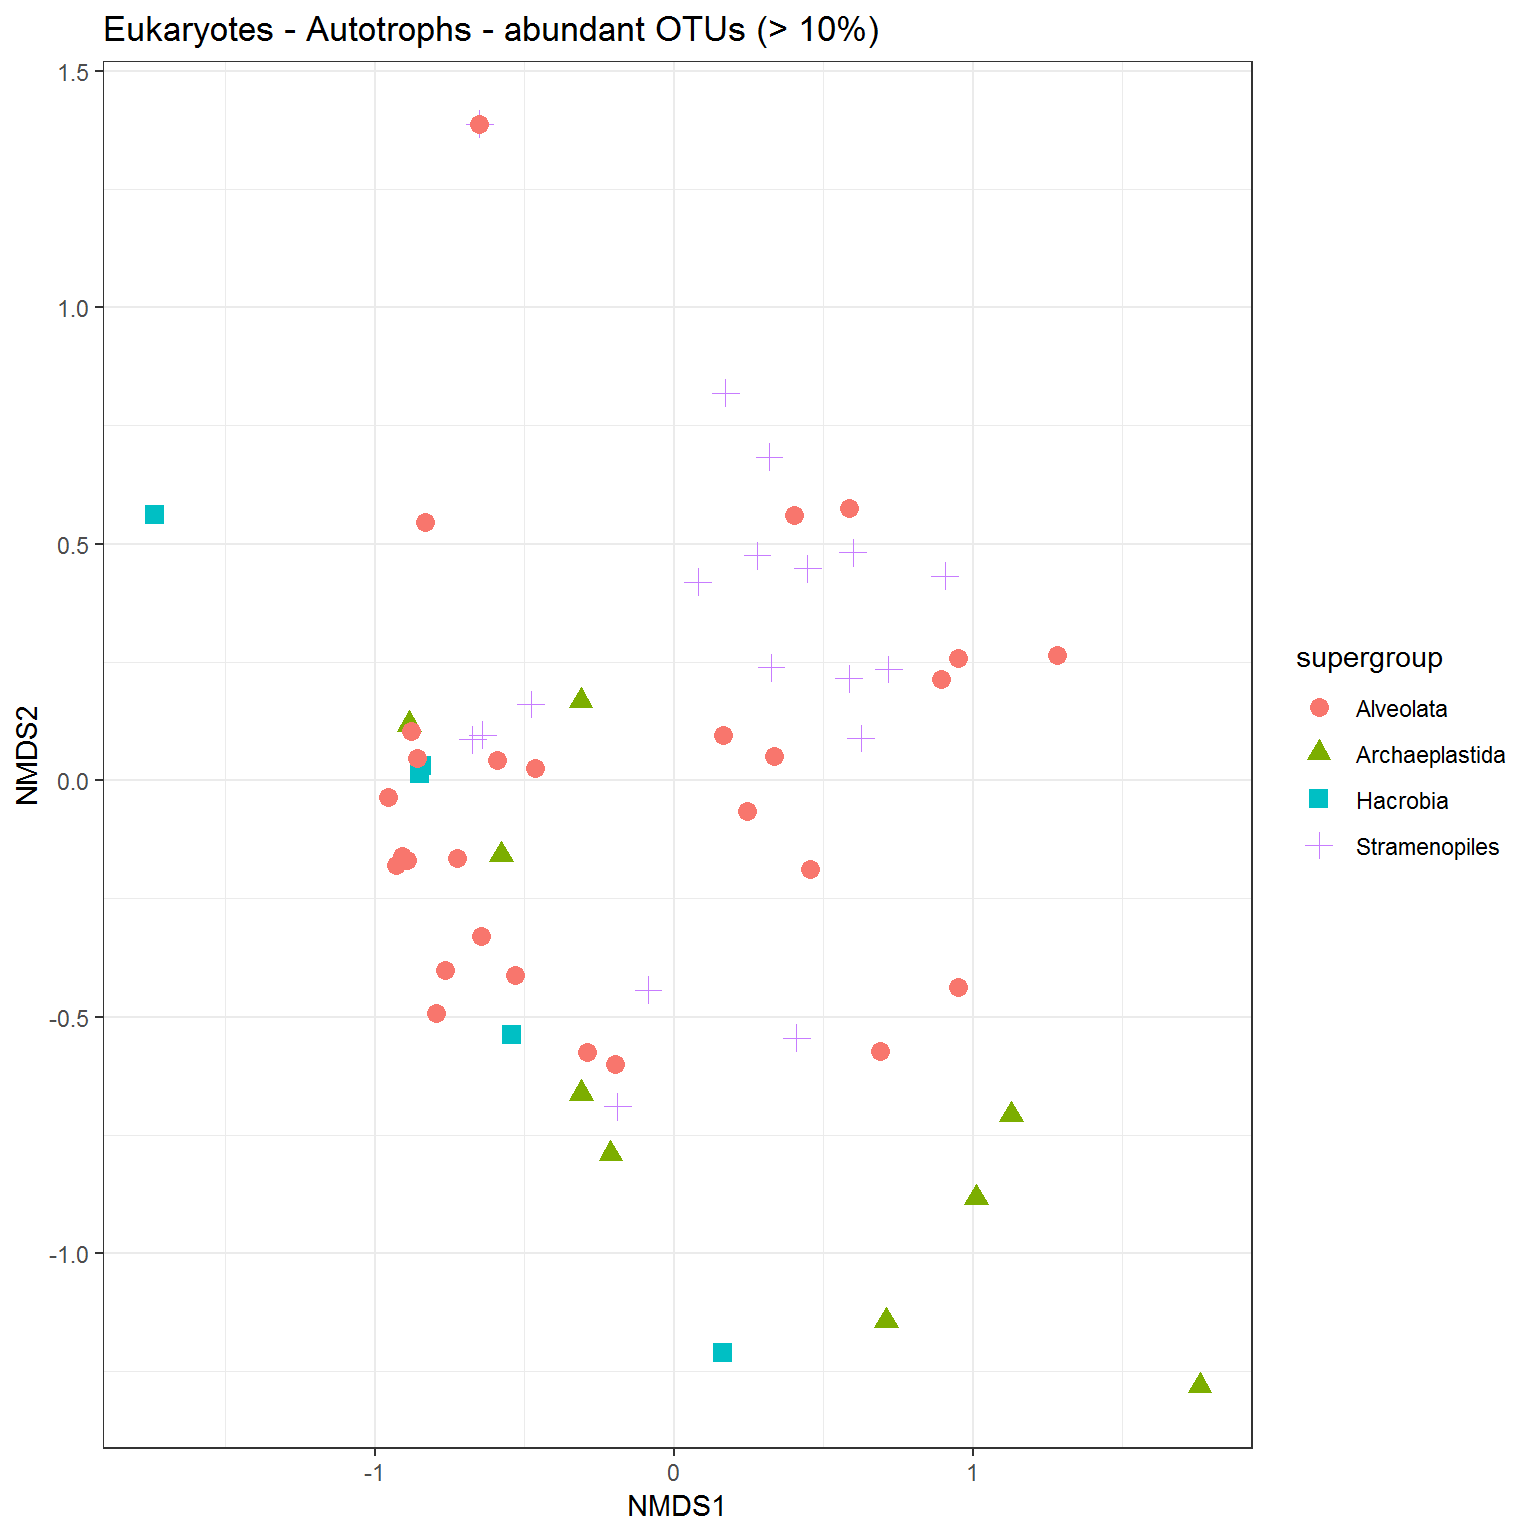 Eukaryotes - Autotrophs - abundant OTUs (> 10%)
1.5
1.0
0.5
0.0
-0.5
-1.0
NMDS2
-1
0
1
NMDS1
supergroup
Alveolata
Archaeplastida
Hacrobia
Stramenopiles